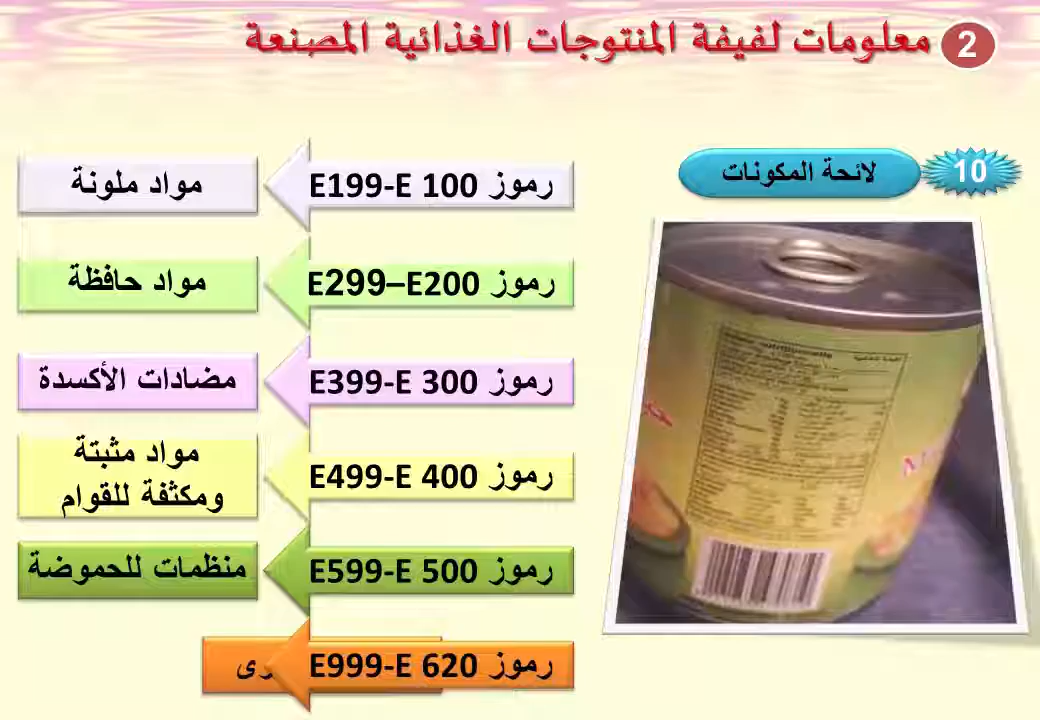 2 معلومات لفيفة المنتوجات الغذائية المصنعة
10 لائحة المكونات
رموز E199-E 100 مواد ملونة
رموز E299–E200 مواد حافظة
رموز E399-E 300 مضادات الأكسدة
رموز E499-E 400 مواد مثبتة
ومكثفة للقوام
رموز E599-E 500 منظمات للحموضة
رموز E999-E 620